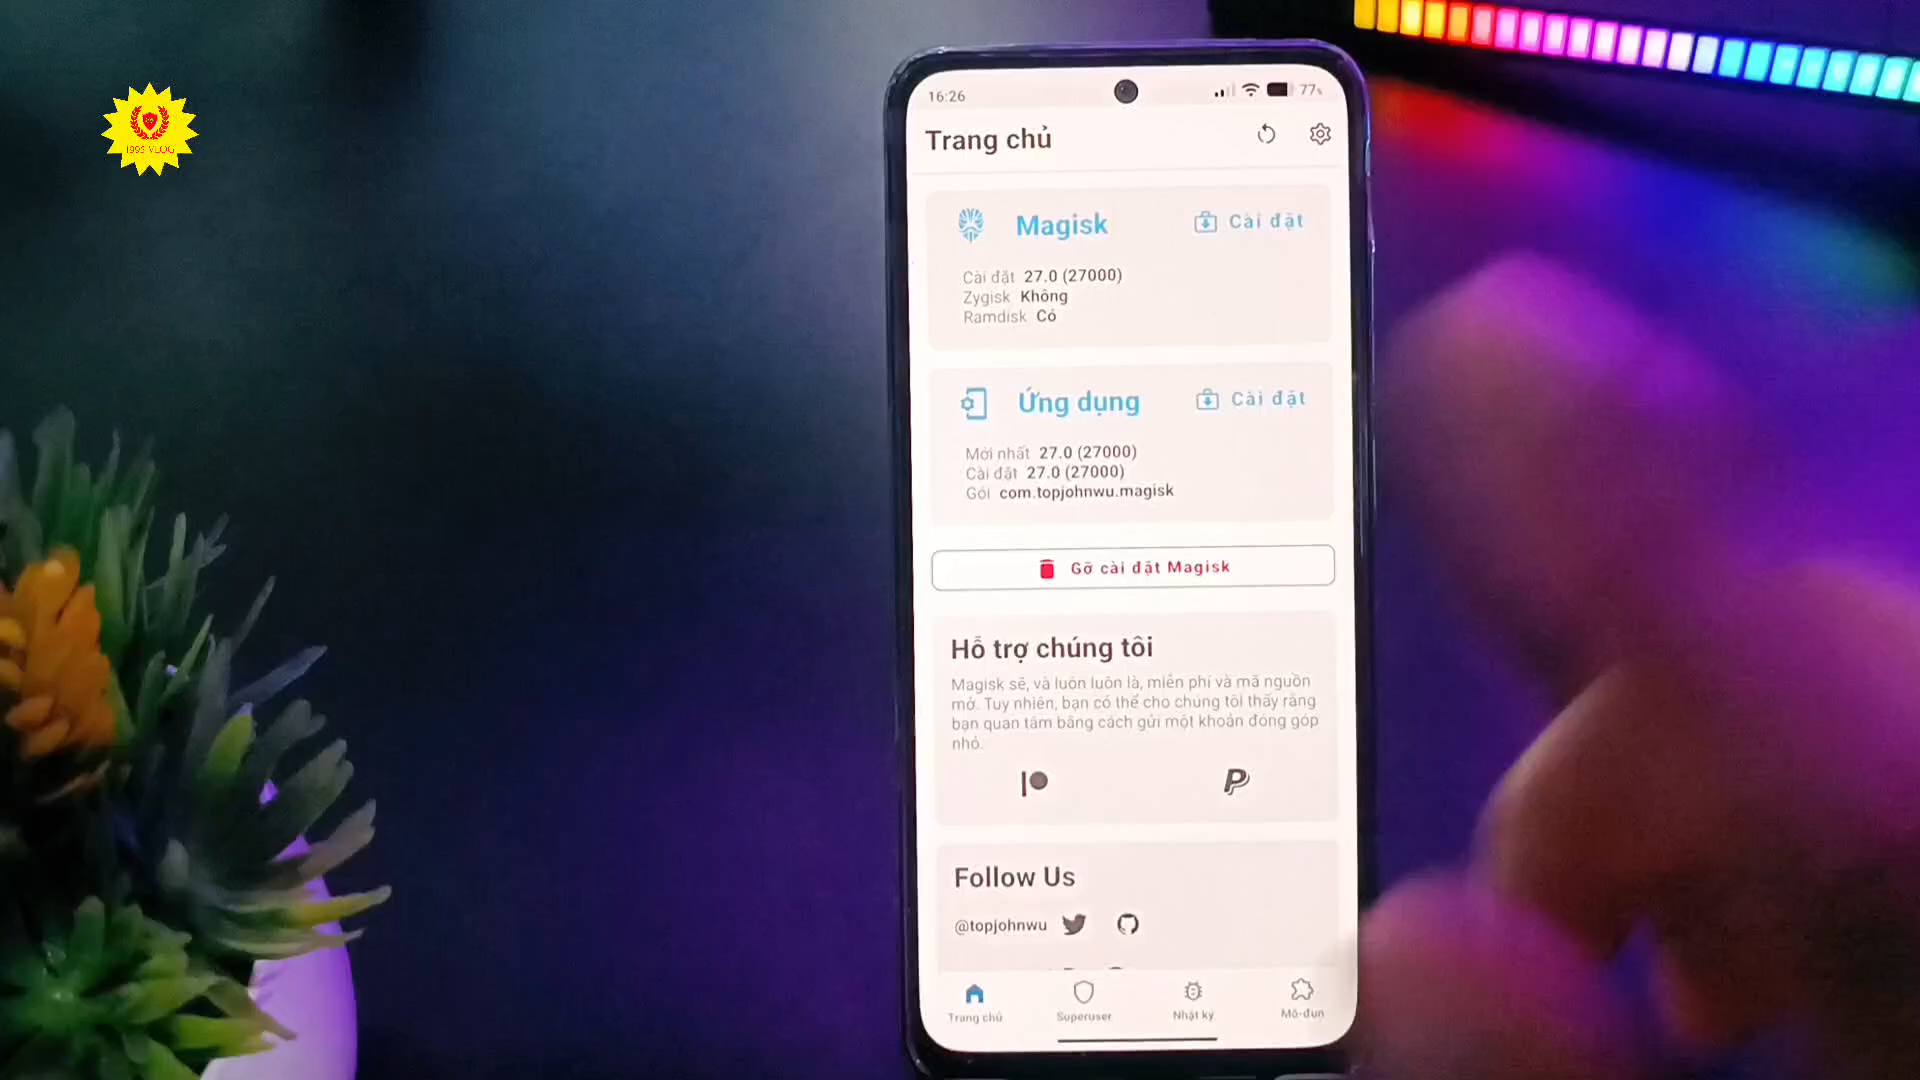 1995 VLOG
16:26
77%
Trang chủ
Magisk
Cài đặt
Cài đặt 27.0 (27000)
Zygisk Không
Ramdisk Có
Ứng dụng
Cài đặt
Mới nhất 27.0 (27000)
Cài đặt 27.0 (27000)
Gói com.topjohnwu.magisk
Gỡ cài đặt Magisk
Hỗ trợ chúng tôi
Magisk sẽ, và luôn luôn là, miễn phí và mã nguồn
mở. Tuy nhiên, bạn có thể cho chúng tôi thấy rằng
bạn quan tâm bằng cách gửi một khoản đóng góp
nhỏ.
Follow Us
@topjohnwu
Trang chủ
Superuser
Nhật ký
Mô-đun